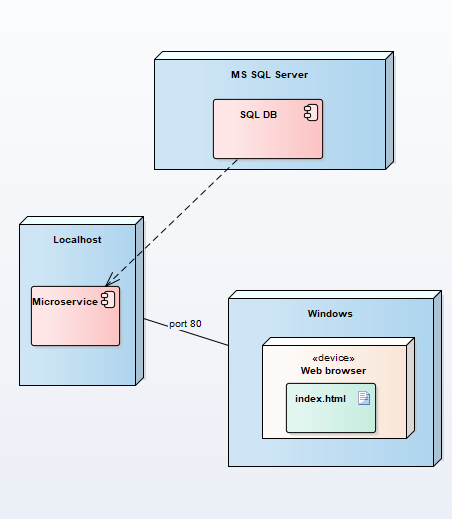 MS SQL Server
SQL DB
Localhost
Microservice
port 80
Windows
«device»
Web browser
index.html